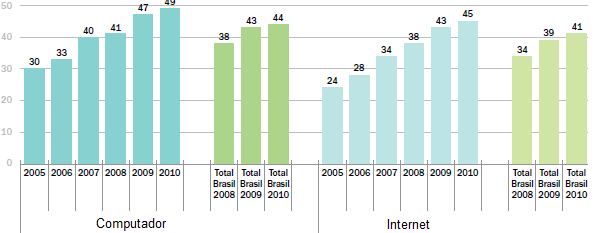 50
40
30
20
10
0
30 33 40 41 47 49
38 43 44
24 28 34 38 43 45
34 39 41
2005 2006 2007 2008 2009 2010
Total Brasil 2008
Total Brasil 2009
Total Brasil 2010
2005 2006 2007 2008 2009 2010
Total Brasil 2008
Total Brasil 2009
Total Brasil 2010
Computador
Internet